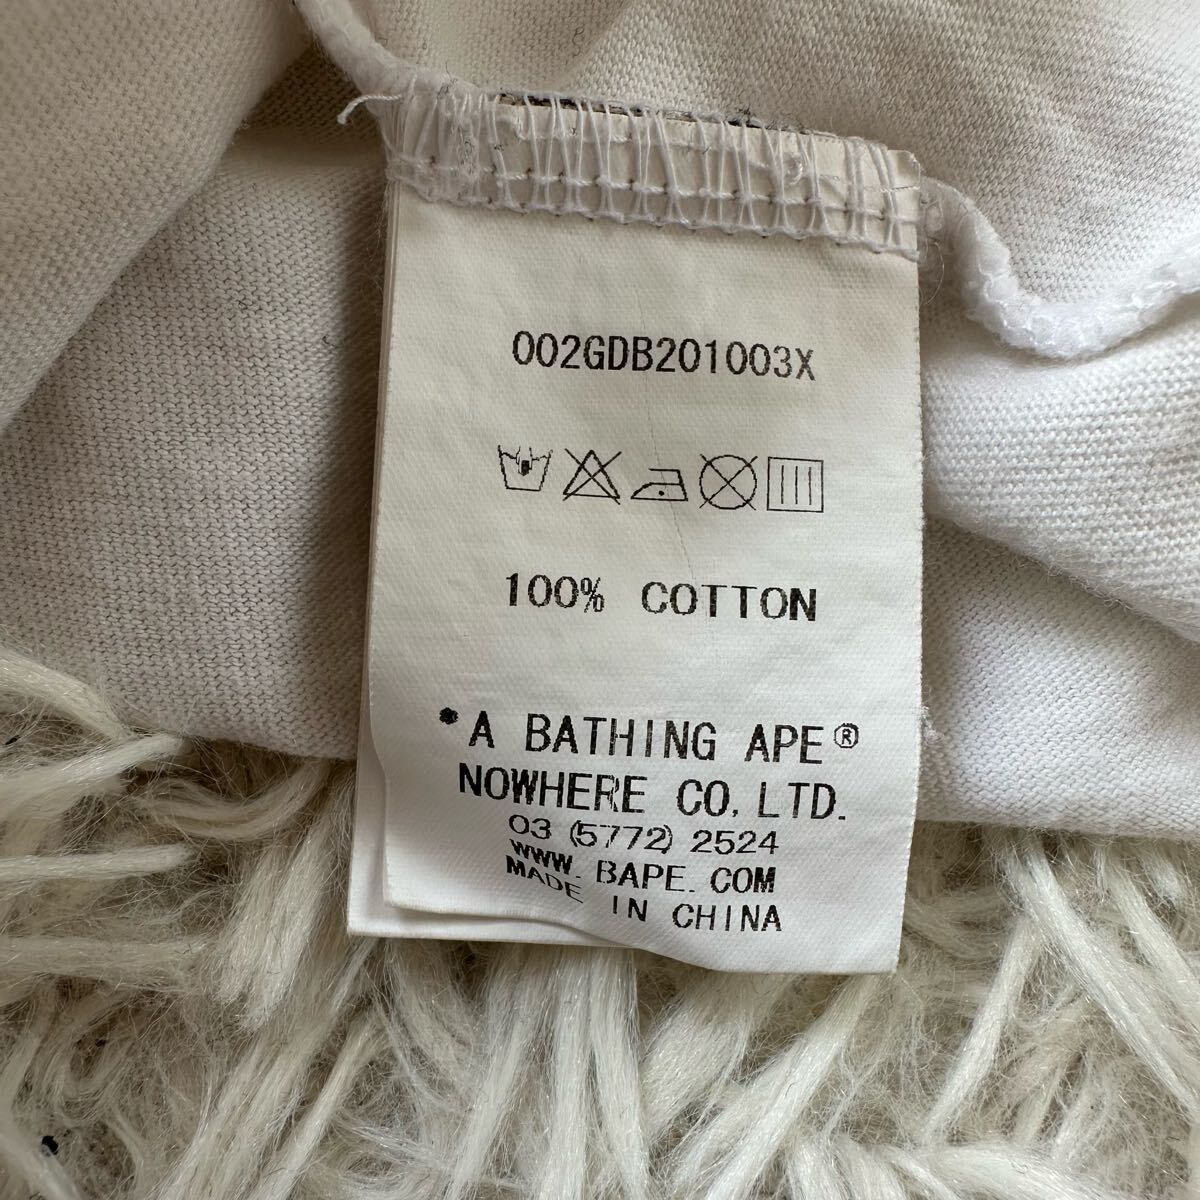 002GDB201003X
100% COTTON
*A BATHING APE®
NOWHERE CO, LTD.
03 (5772) 2524
WWW. BAPE. COM
MADE IN CHINA